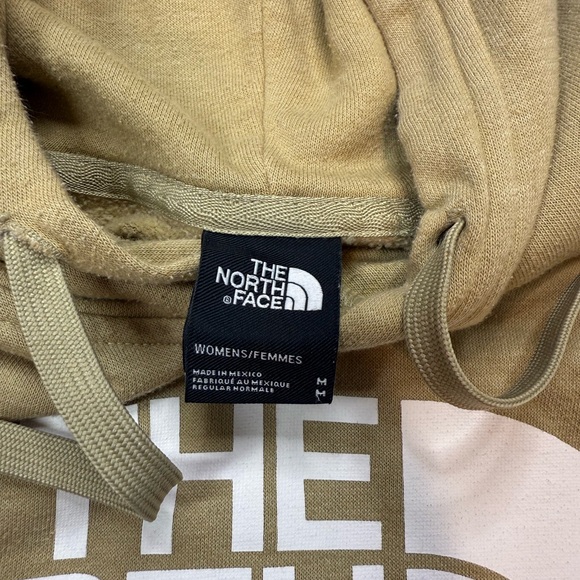 THE
NORTH
FACE
®
WOMENS/FEMMES
MADE IN MEXICO
FABRIQUÉ AU MEXIQUE
REGULAR NORMALE
M
M
THE